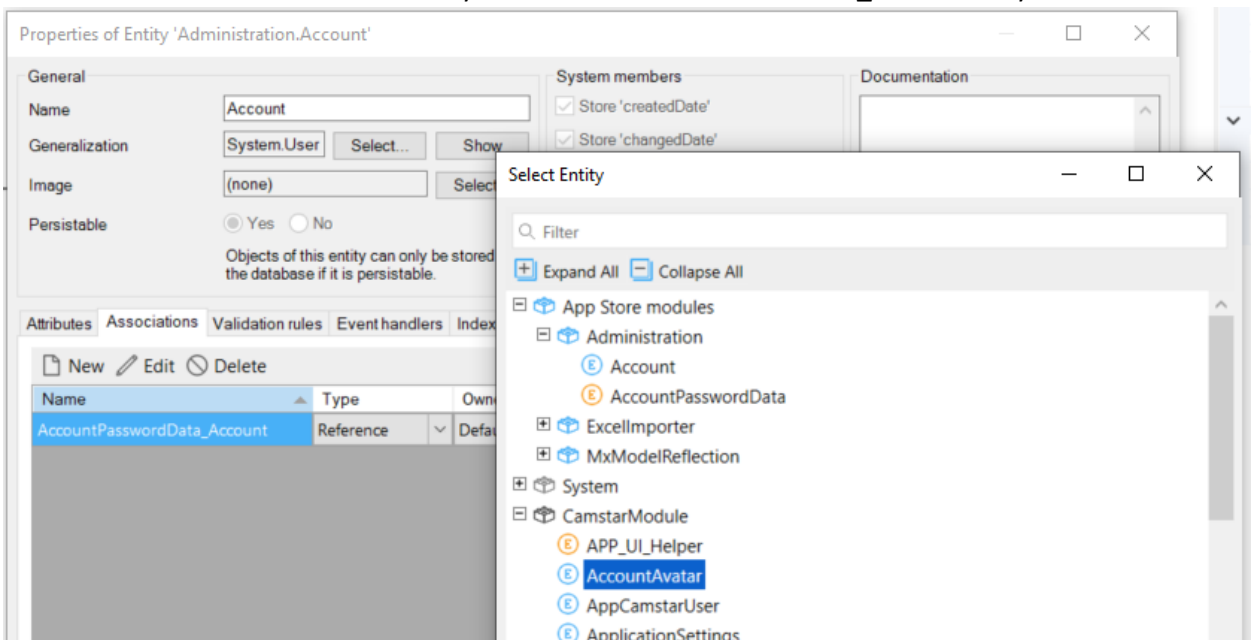 Properties of Entity 'Administration.Account'
General
System members
Documentation
Name
Account
Store 'createdDate'
Generalization
System.User
Select...
Show
Store 'changedDate'
Image
(none)
Select
Persistable
Yes
No
Objects of this entity can only be stored
the database if it is persistable.
Attributes
Associations
Validation rules
Event handlers
Index
New
Edit
Delete
Name
Type
Own
AccountPasswordData_Account
Reference
Defau
Select Entity
Filter
Expand All
Collapse All
App Store modules
Administration
Account
AccountPasswordData
ExcelImporter
MxModelReflection
System
CamstarModule
APP_UI_Helper
AccountAvatar
AppCamstarUser
ApplicationSettings